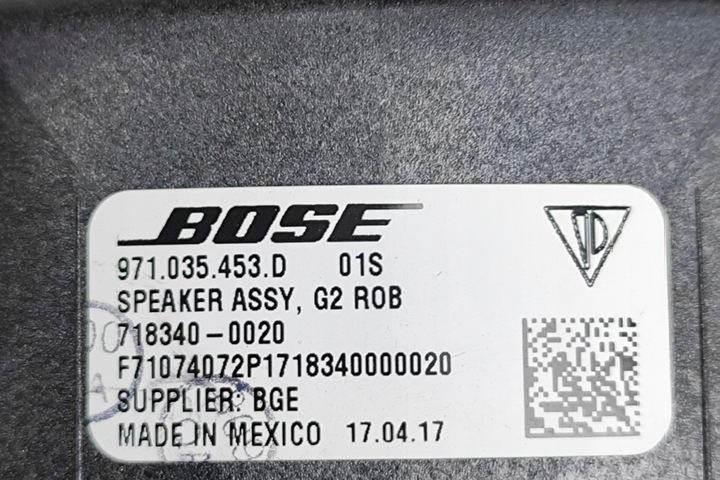 BOSE
971.035.453.D 01S
SPEAKER ASSY, G2 ROB
718340-0020
F71074072P1718340000020
SUPPLIER: BGE
MADE IN MEXICO 17.04.17